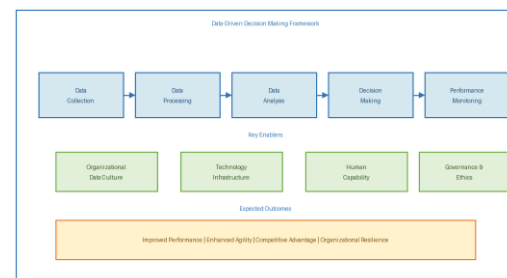 Data Driven Decision Making Framework
Data
Collection
Data
Processing
Data
Analysis
Decision
Making
Performance
Monitoring
Key Enablers
Organizational
Data Culture
Technology
Infrastructure
Human
Capability
Governance &
Ethics
Expected Outcomes
Improved Performance | Enhanced Agility | Competitive Advantage | Organizational Resilience